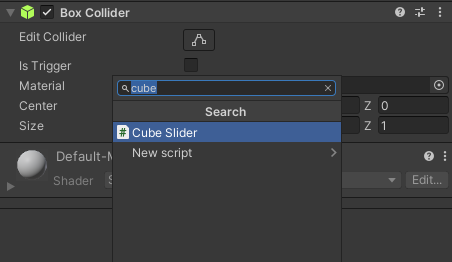 Box Collider
Edit Collider
Is Trigger
Material
Center
Z 0
Size
Z 1
cube
Search
Cube Slider
New script
Default-M
Shader
Edit...